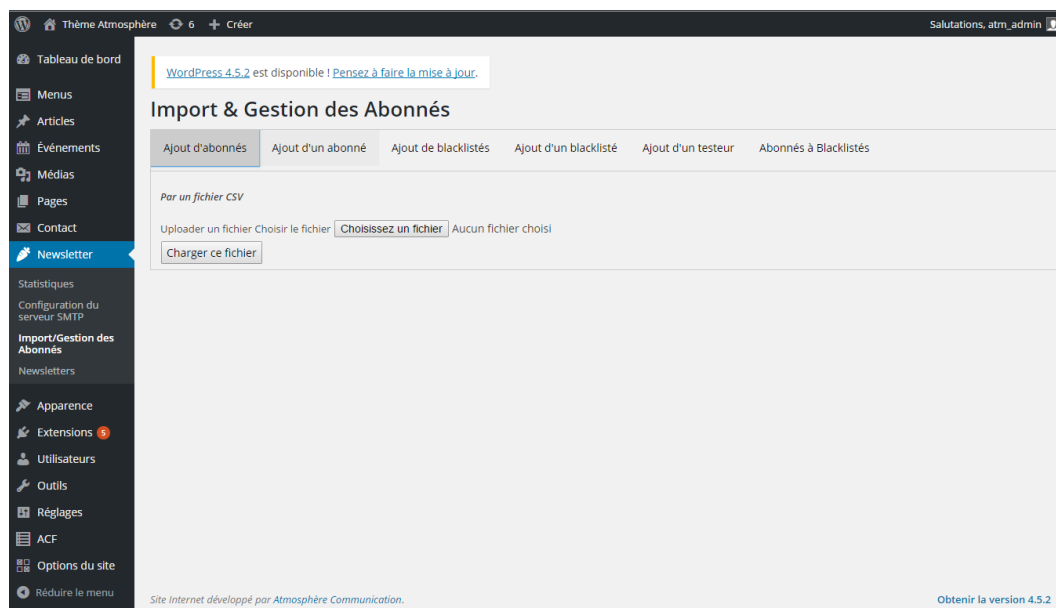 Thème Atmosphère 6 Créer Salutations, atm_admin
Tableau de bord
Menus
Articles
Événements
Médias
Pages
Contact
Newsletter
Statistiques
Configuration du
serveur SMTP
Import/Gestion des
Abonnés
Newsletters
Apparence
Extensions 5
Utilisateurs
Outils
Réglages
ACF
Options du site
Réduire le menu
WordPress 4.5.2 est disponible ! Pensez à faire la mise à jour.
Import & Gestion des Abonnés
Ajout d'abonnés Ajout d'un abonné Ajout de blacklistés Ajout d'un blacklisté Ajout d'un testeur Abonnés à Blacklistés
Par un fichier CSV
Uploader un fichier Choisir le fichier Choisissez un fichier Aucun fichier choisi
Charger ce fichier
Site Internet développé par Atmosphère Communication. Obtenir la version 4.5.2